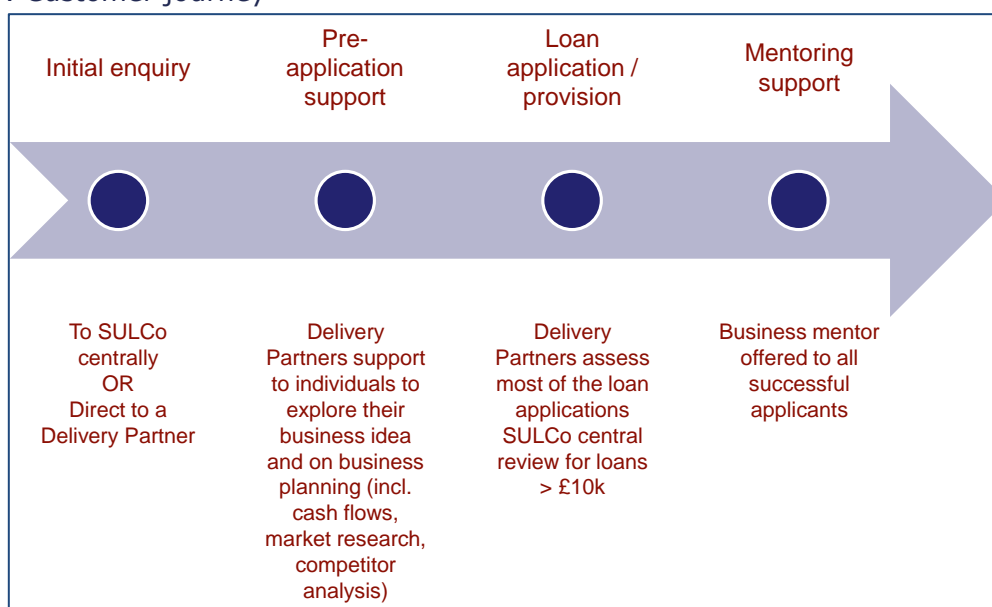 Customer journey
Initial enquiry
Pre-
application
support
Loan
application /
provision
Mentoring
support
To SULCo
centrally
OR
Direct to a
Delivery Partner
Delivery
Partners support
to individuals to
explore their
business idea
and on business
planning (incl.
cash flows,
market research,
competitor
analysis)
Delivery
Partners assess
most of the loan
applications
SULCo central
review for loans
> £10k
Business mentor
offered to all
successful
applicants